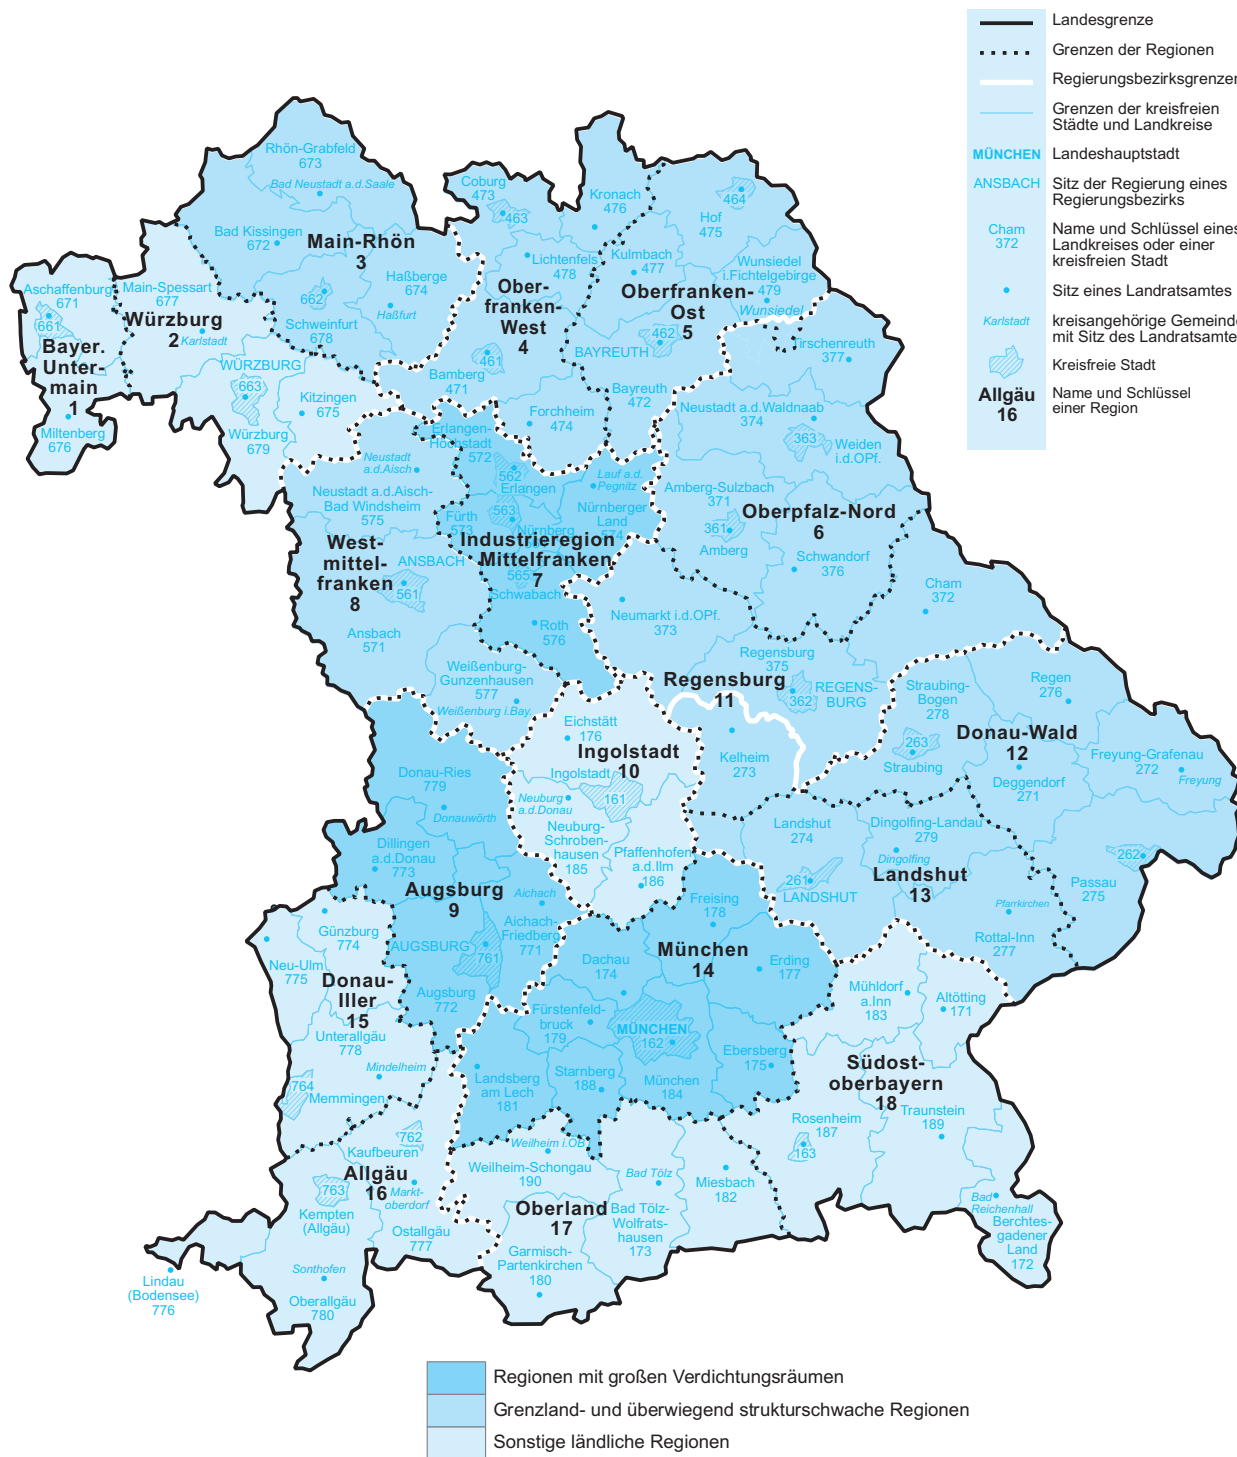 Landesgrenze
Grenzen der Regionen
Regierungsbezirksgrenzen
Grenzen der kreisfreien
Städte und Landkreise
MÜNCHEN Landeshauptstadt
ANSBACH Sitz der Regierung eines
Regierungsbezirks
Cham
372
Name und Schlüssel eines
Landkreises oder einer
kreisfreien Stadt
Sitz eines Landratsamtes
Karlstadt kreisangehörige Gemeinde
mit Sitz des Landratsamtes
Kreisfreie Stadt
Allgäu
16
Name und Schlüssel
einer Region
Rhön-Grabfeld
673
Bad Neustadt a.d.Saale
Bad Kissingen
672
Main-Rhön
3
Haßberge
674
Haßfurt
662
Schweinfurt
678
Coburg
473
463
Kronach
476
464
Hof
475
Lichtenfels
478
Kulmbach
477
Wunsiedel
i.Fichtelgebirge
479
Wunsiedel
Ober-
franken-
West
4
Oberfranken-
Ost
5
462
BAYREUTH
461
Bamberg
471
Bayreuth
472
Forchheim
474
Tirschenreuth
377
Aschaffenburg
671
661
Bayer.
Unter-
main
1
Miltenberg
676
Main-Spessart
677
Würzburg
2
Karlstadt
WÜRZBURG
663
Kitzingen
675
Würzburg
679
Neustadt a.d.Waldnaab
374
363
Weiden
i.d.OPf.
Erlangen-
Höchstadt
572
562
Erlangen
Lauf a.d.
Pegnitz
Neustadt
a.d.Aisch
Neustadt a.d.Aisch-
Bad Windsheim
575
Fürth
573
563
Nürnberg
Nürnberger
Land
574
Industrieregion
Mittelfranken
7
565
Schwabach
Roth
576
Amberg-Sulzbach
371
361
Amberg
Oberpfalz-Nord
6
Schwandorf
376
West-
mittel-
franken
8
ANSBACH
561
Ansbach
571
Weißenburg-
Gunzenhausen
577
Weißenburg i.Bay.
Neumarkt i.d.OPf.
373
Cham
372
Regensburg
375
Regensburg
11
362
REGENS-
BURG
Kelheim
273
Straubing-
Bogen
278
263
Straubing
Regen
276
Donau-Wald
12
Deggendorf
271
Freyung-Grafenau
272
Freyung
262
Passau
275
Eichstätt
176
Ingolstadt
10
Ingolstadt
161
Neuburg
a.d.Donau
Neuburg-
Schrobenhausen
185
Pfaffenhofen
a.d.Ilm
186
Donau-Ries
779
Donauwörth
Dillingen
a.d.Donau
773
Augsburg
9
Aichach
Aichach-
Friedberg
771
AUGSBURG
761
Augsburg
772
Landshut
274
261
LANDSHUT
Dingolfing-Landau
279
Dingolfing
Landshut
13
Pfarrkirchen
Rottal-Inn
277
Günzburg
774
Neu-Ulm
775
Donau-
Iller
15
Unterallgäu
778
Mindelheim
764
Memmingen
Freising
178
München
14
Erding
177
Dachau
174
Fürstenfeld-
bruck
179
MÜNCHEN
162
Ebersberg
175
München
184
Landsberg
am Lech
181
Starnberg
188
Mühldorf
a.Inn
183
Altötting
171
Südost-
oberbayern
18
Rosenheim
187
163
Traunstein
189
Bad
Reichenhall
Berchtes-
gadener
Land
172
762
Kaufbeuren
Allgäu
16
763
Kempten
(Allgäu)
Markt-
oberdorf
Ostallgäu
777
Sonthofen
Oberallgäu
780
Lindau
(Bodensee)
776
Weilheim i.OB
Weilheim-Schongau
190
Oberland
17
Bad Tölz
Bad Tölz-
Wolfrats-
hausen
173
Miesbach
182
Garmisch-
Partenkirchen
180
Regionen mit großen Verdichtungsräumen
Grenzland- und überwiegend strukturschwache Regionen
Sonstige ländliche Regionen